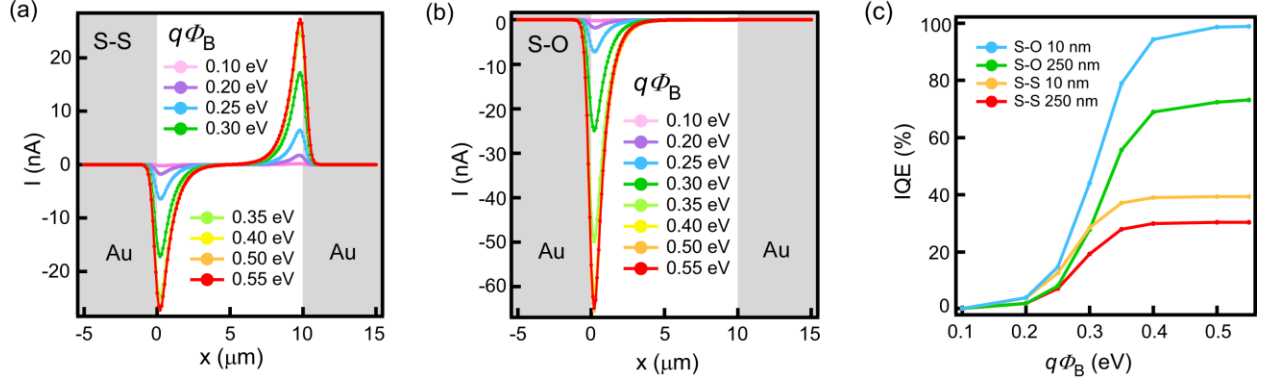 (a)
S-S
qΦB
0.10 eV
0.20 eV
0.25 eV
0.30 eV
0.35 eV
0.40 eV
0.50 eV
0.55 eV
Au
Au
I (nA)
20
10
0
-10
-20
-5
0
5
10
15
x (μm)
(b)
S-O
qΦB
0.10 eV
0.20 eV
0.25 eV
0.30 eV
0.35 eV
0.40 eV
0.50 eV
0.55 eV
Au
Au
I (nA)
0
-10
-20
-30
-40
-50
-60
-5
0
5
10
15
x (μm)
(c)
S-O 10 nm
S-O 250 nm
S-S 10 nm
S-S 250 nm
IQE (%)
100
80
60
40
20
0
0.1
0.2
0.3
0.4
0.5
qΦB (eV)